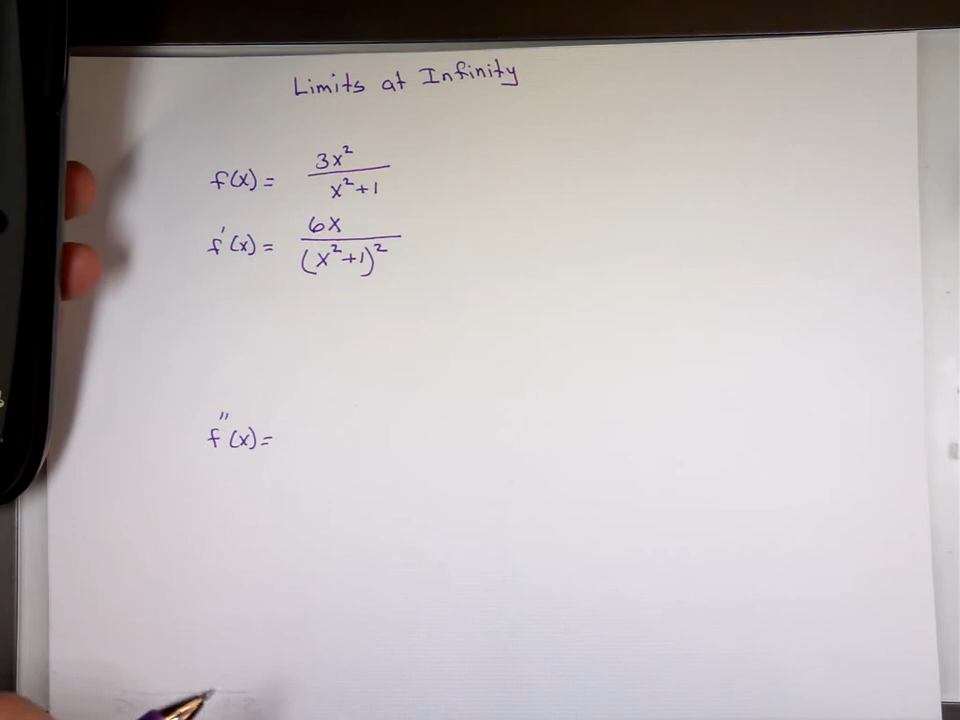 Limits at Infinity
f(x) = 3x²/(x²+1)
f'(x) = 6x/(x²+1)²
f''(x) =